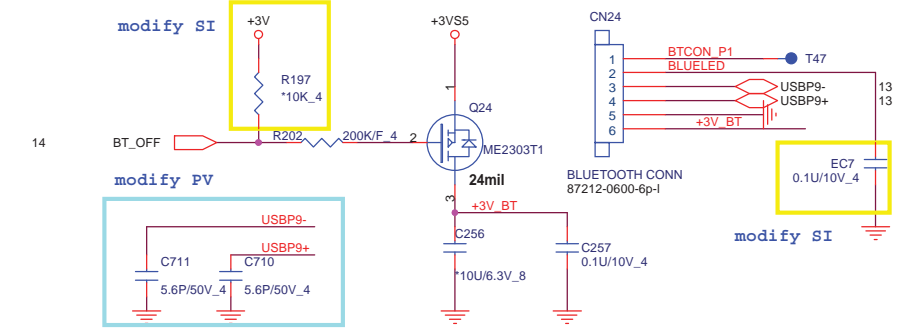 modify SI
+3V
R197
*10K_4
14
BT_OFF
R202
200K/F_4
+3VS5
1
Q24
2
ME2303T1
24mil
3
+3V_BT
C256
*10U/6.3V_8
C257
0.1U/10V_4
modify PV
USBP9-
USBP9+
C711
5.6P/50V_4
C710
5.6P/50V_4
CN24
1
BTCON_P1
T47
2
BLUELED
3
USBP9-
13
4
USBP9+
13
5
6
+3V_BT
BLUETOOTH CONN
87212-0600-6p-l
EC7
0.1U/10V_4
modify SI